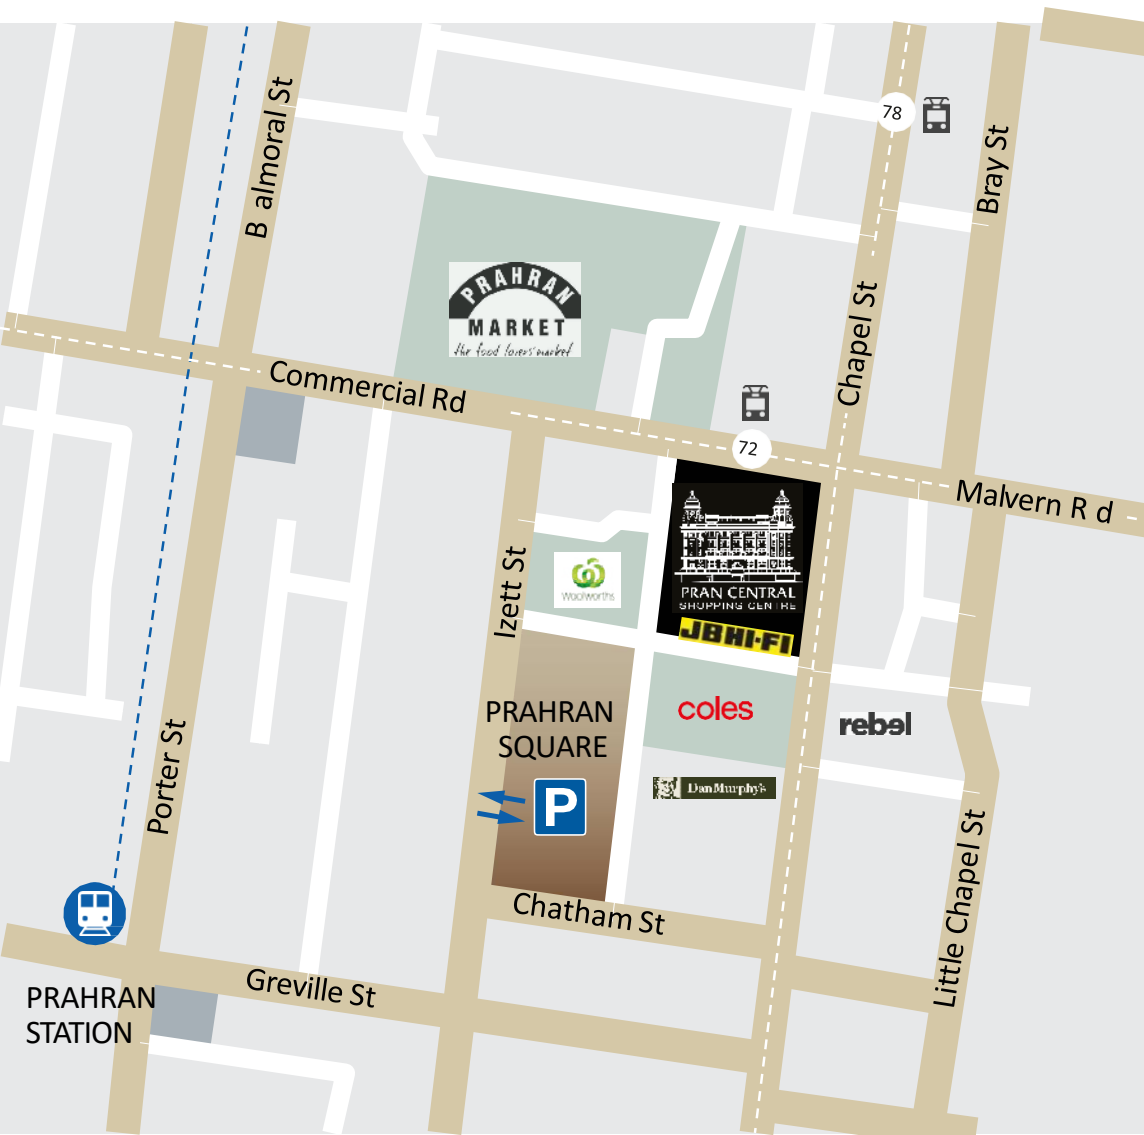 78
B almoral St
Bray St
PRAHRAN
MARKET
the food lovers' market
Chapel St
Commercial Rd
72
Malvern R d
PRAN CENTRAL
SHOPPING CENTRE
JB HI-FI
Izett St
Woolworths
coles
rebel
PRAHRAN
SQUARE
Dan Murphy's
P
Porter St
Little Chapel St
Chatham St
Greville St
PRAHRAN
STATION